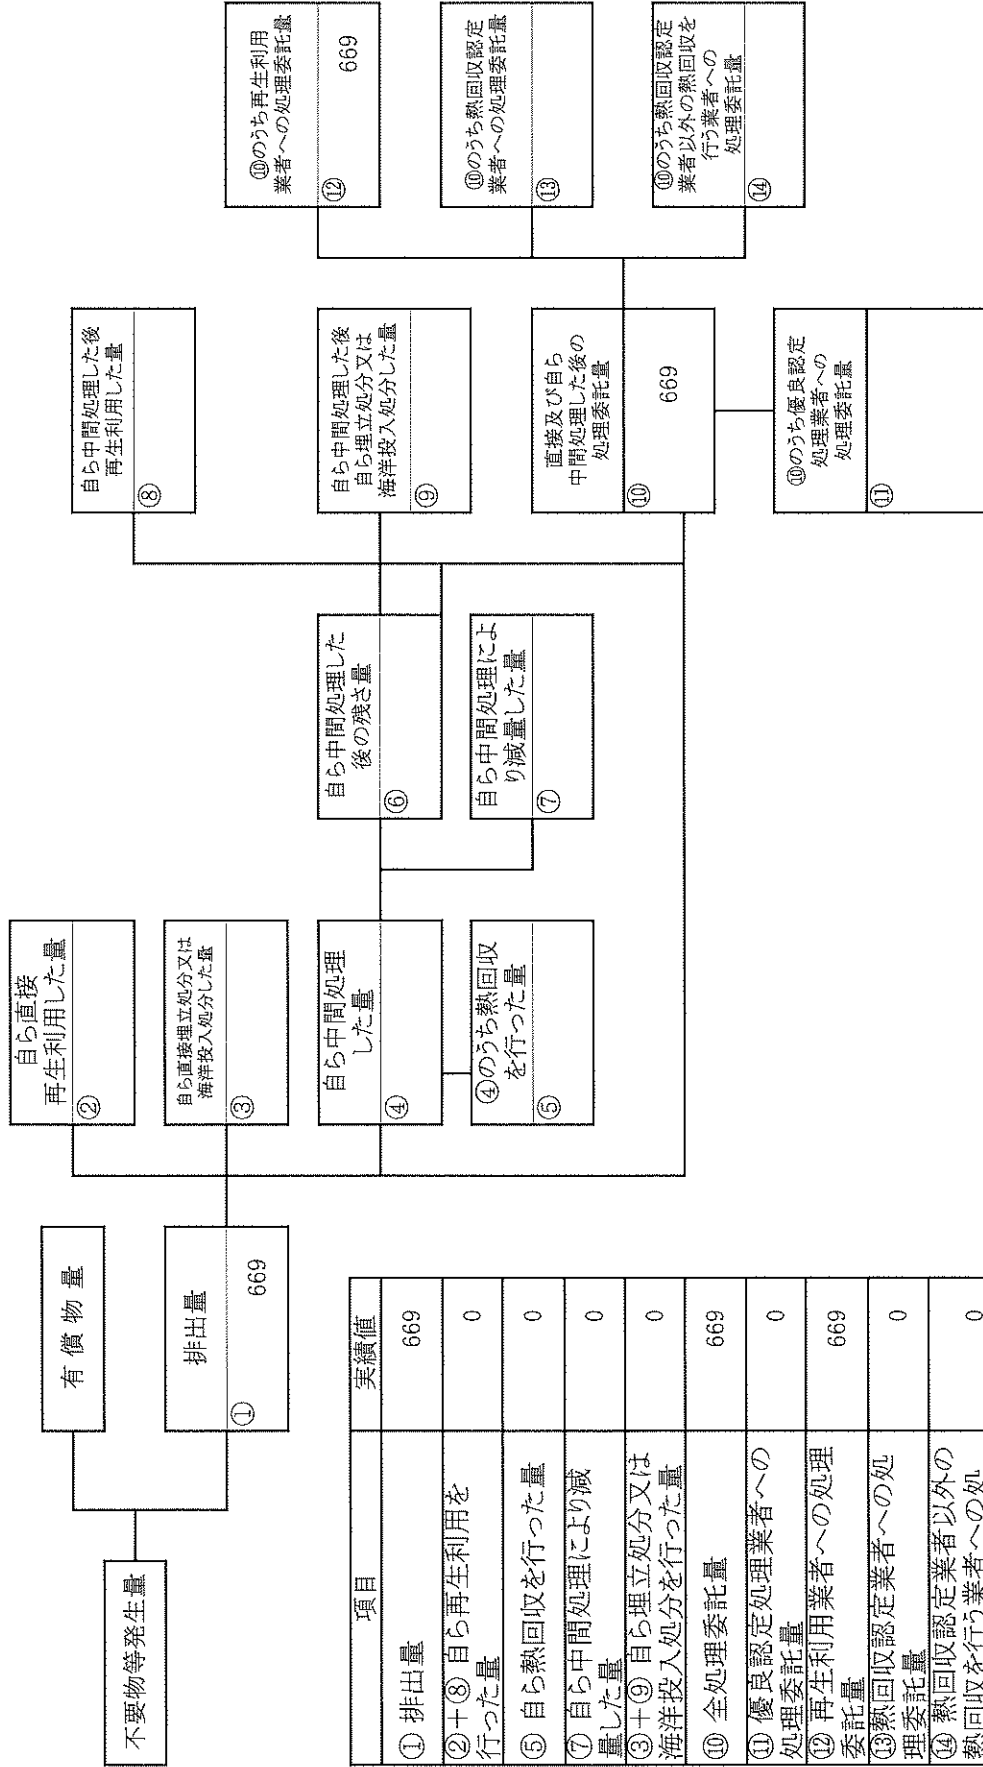 不要物等発生量
有償物量
排出量
①
669
自ら直接
再生利用した量
②
自ら直接埋立処分又は
海洋投入処分した量
③
自ら中間処理
した量
④
④のうち熱回収
を行った量
⑤
自ら中間処理した
後の残さ量
⑥
自ら中間処理によ
り減量した量
⑦
自ら中間処理した後
再生利用した量
⑧
自ら中間処理した後
自ら埋立処分又は
海洋投入処分した量
⑨
直接及び自ら
中間処理した後の
処理委託量
⑩
669
⑩のうち優良認定
処理業者への
処理委託量
⑪
⑩のうち再生利用
業者への処理委託量
⑫
669
⑩のうち熱回収認定
業者への処理委託量
⑬
⑩のうち熱回収認定
業者以外の熱回収を
行う業者への
処理委託量
⑭
項目 実績値
①排出量 669
②+⑧ 自ら再生利用を
行った量 0
⑤ 自ら熱回収を行った量 0
⑦ 自ら中間処理により減
量した量 0
③+⑨ 自ら埋立処分又は
海洋投入処分を行った量 0
⑩ 全処理委託量 669
⑪ 優良認定処理業者への
処理委託量 0
⑫ 再生利用業者への処理
委託量 669
⑬熱回収認定業者への処
理委託量 0
⑭ 熱回収認定業者以外の
熱回収を行う業者への処 0